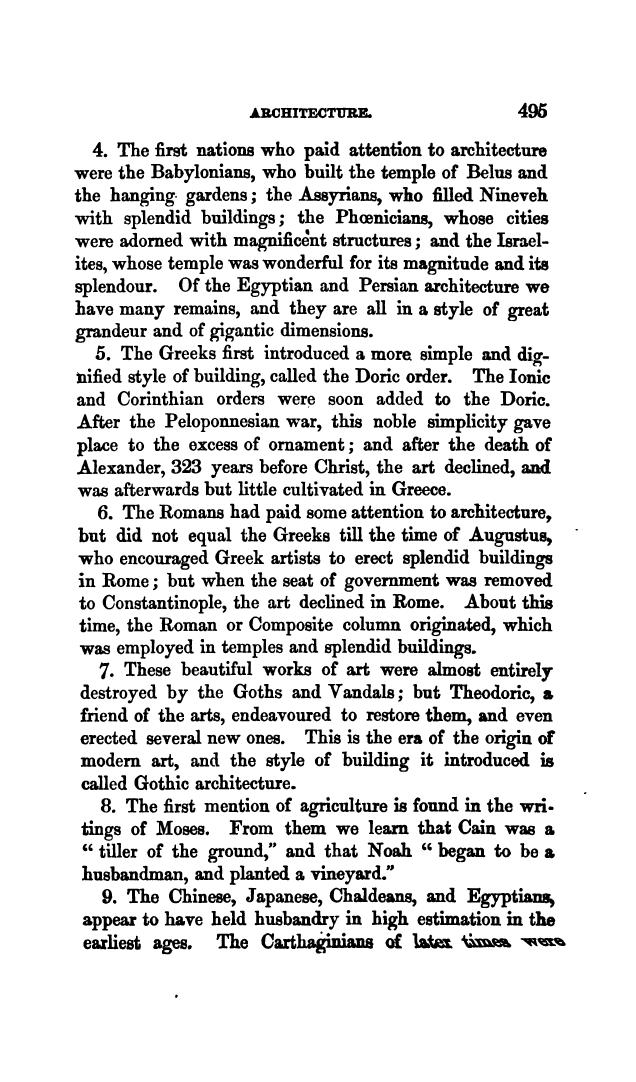 ARCHITECTURE. 495
4. The first nations who paid attention to architecture
were the Babylonians, who built the temple of Belus and
the hanging gardens; the Assyrians, who filled Nineveh
with splendid buildings; the Phœnicians, whose cities
were adorned with magnificent structures; and the Israel-
ites, whose temple was wonderful for its magnitude and its
splendour. Of the Egyptian and Persian architecture we
have many remains, and they are all in a style of great
grandeur and of gigantic dimensions.
5. The Greeks first introduced a more simple and dig-
nified style of building, called the Doric order. The Ionic
and Corinthian orders were soon added to the Doric.
After the Peloponnesian war, this noble simplicity gave
place to the excess of ornament; and after the death of
Alexander, 323 years before Christ, the art declined, and
was afterwards but little cultivated in Greece.
6. The Romans had paid some attention to architecture,
but did not equal the Greeks till the time of Augustus,
who encouraged Greek artists to erect splendid buildings
in Rome; but when the seat of government was removed
to Constantinople, the art declined in Rome. About this
time, the Roman or Composite column originated, which
was employed in temples and splendid buildings.
7. These beautiful works of art were almost entirely
destroyed by the Goths and Vandals; but Theodoric, a
friend of the arts, endeavoured to restore them, and even
erected several new ones. This is the era of the origin of
modern art, and the style of building it introduced is
called Gothic architecture.
8. The first mention of agriculture is found in the wri-
tings of Moses. From them we learn that Cain was a
“ tiller of the ground,” and that Noah “ began to be a
husbandman, and planted a vineyard.”
9. The Chinese, Japanese, Chaldeans, and Egyptians,
appear to have held husbandry in high estimation in the
earliest ages. The Carthaginians of later times were